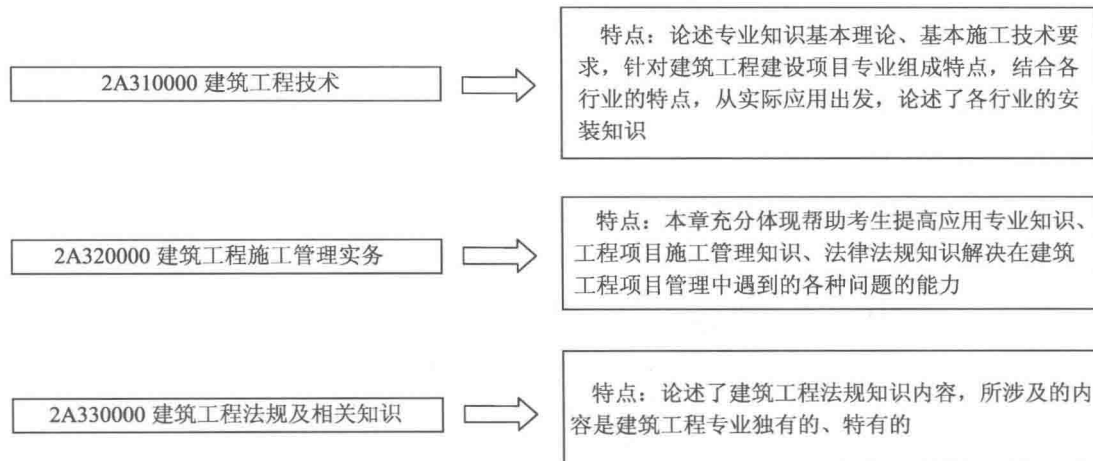 2A310000 建筑工程技术
特点：论述专业知识基本理论、基本施工技术要
求，针对建筑工程建设项目专业组成特点，结合各
行业的特点，从实际应用出发，论述了各行业的安
装知识
2A320000 建筑工程施工管理实务
特点：本章充分体现帮助考生提高应用专业知识、
工程项目施工管理知识、法律法规知识解决在建筑
工程项目管理中遇到的各种问题的能力
2A330000 建筑工程法规及相关知识
特点：论述了建筑工程法规知识内容，所涉及的内
容是建筑工程专业独有的、特有的